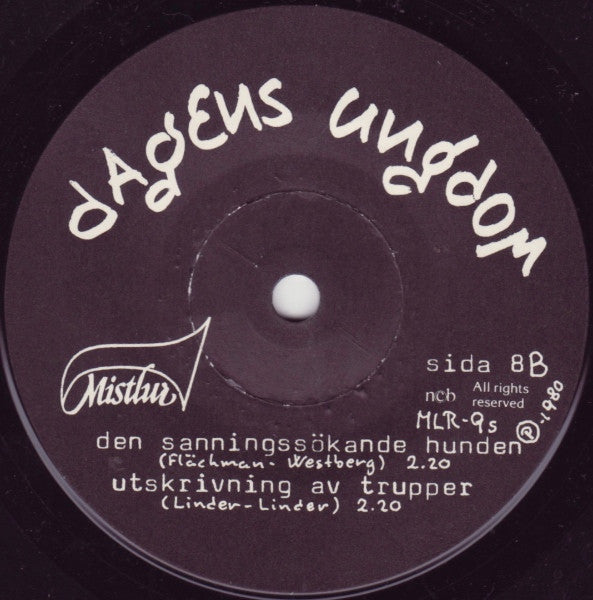 dAgEns ungdom
Mistlur
sida 8B
ncb All rights reserved
MLR-9s ℗-1980
den sanningssökande hunden
(Flächman-Westberg) 2.20
utskrivning av trupper
(Linder-Linder) 2.20